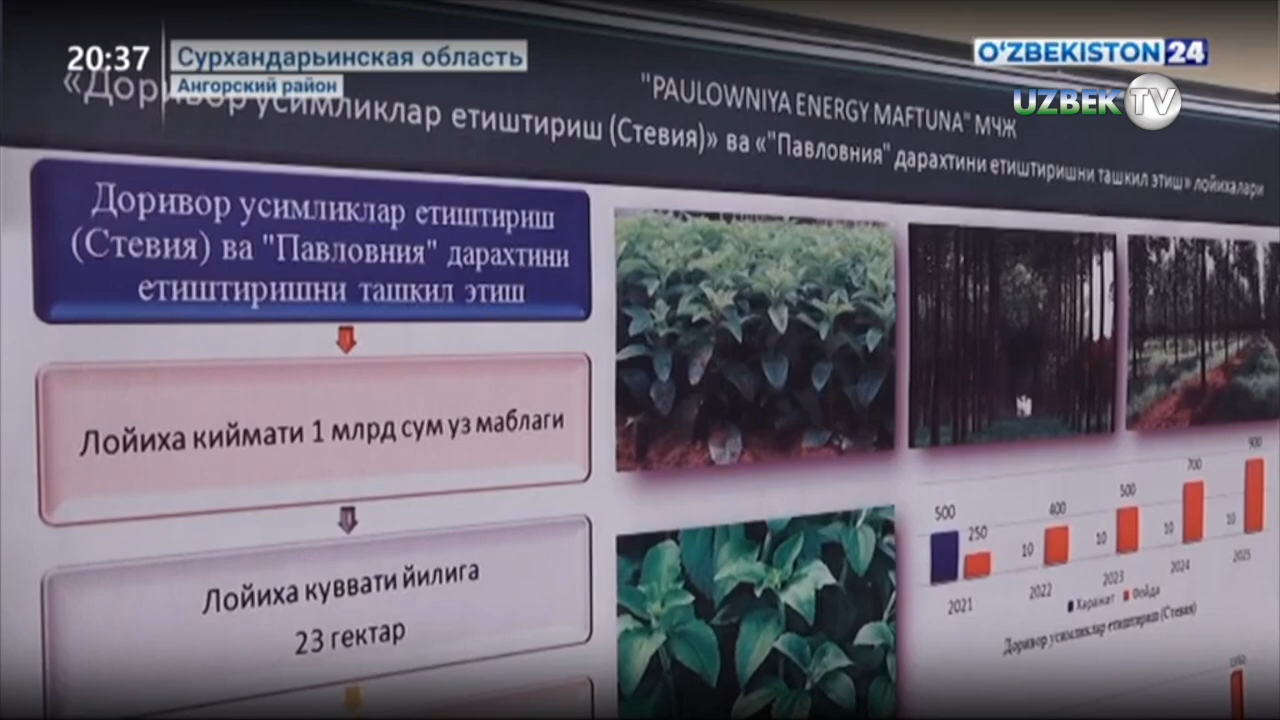 20:37
Сурхандарьинская область
Ангорский район
O‘ZBEKISTON 24
UZBEK TV
"PAULOWNIYA ENERGY MAFTUNA" МЧЖ
«Доривор усимликлар етиштириш (Стевия)» ва «"Павловния" дарахтини етиштиришни ташкил этиш» лойихалари
Доривор усимликлар етиштириш
(Стевия) ва "Павловния" дарахтини
етиштиришни ташкил этиш
Лойиха киймати 1 млрд сум уз маблаги
Лойиха куввати йилига
23 гектар
500 250 10 400 10 500 10 700 10 900
2021 2022 2023 2024 2025
Харажат Фойда
Доривор усимликлар етиштириш (Стевия)